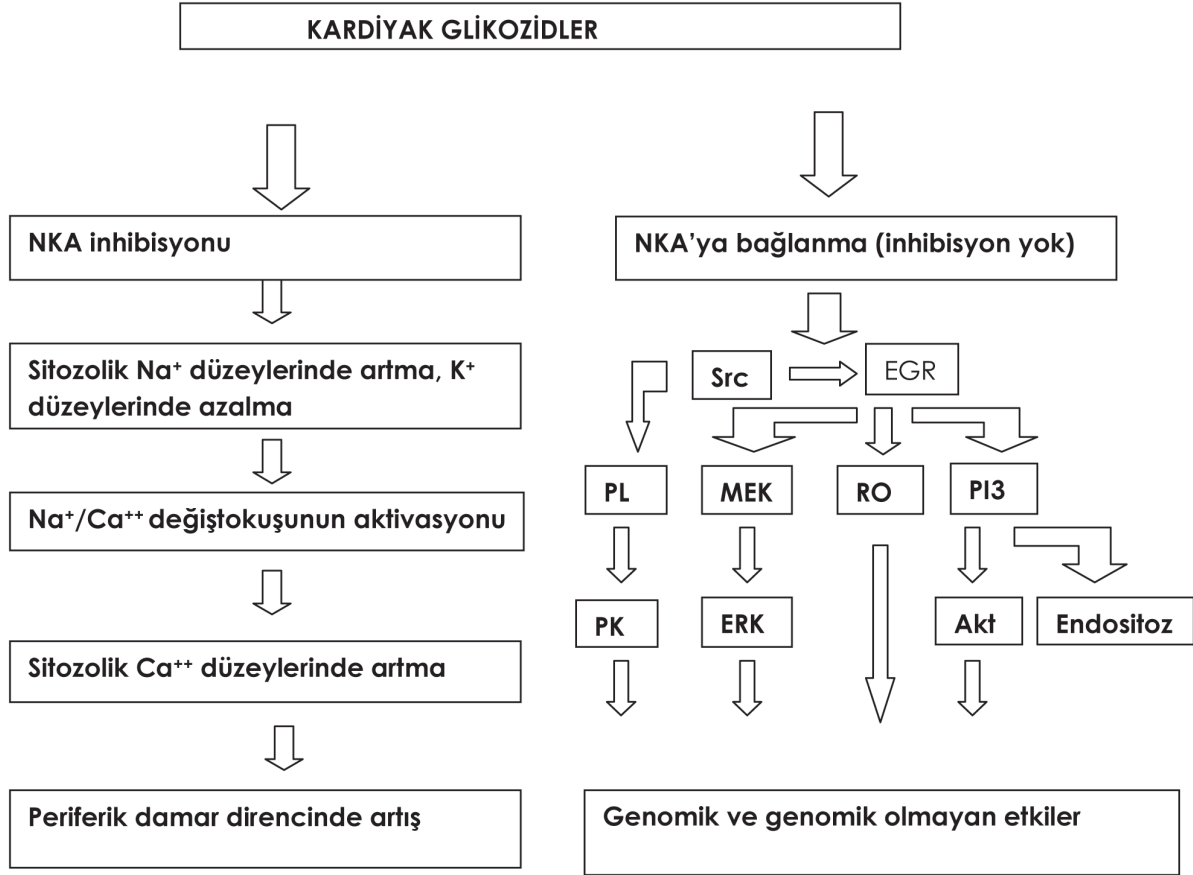 KARDİYAK GLİKOZİDLER
NKA inhibisyonu
Sitozolik Na⁺ düzeylerinde artma, K⁺
düzeylerinde azalma
Na⁺/Ca⁺⁺ değiştokuşunun aktivasyonu
Sitozolik Ca⁺⁺ düzeylerinde artma
Periferik damar direncinde artış
NKA’ya bağlanma (inhibisyon yok)
Src
EGR
PL
MEK
RO
PI3
PK
ERK
Akt
Endositoz
Genomik ve genomik olmayan etkiler